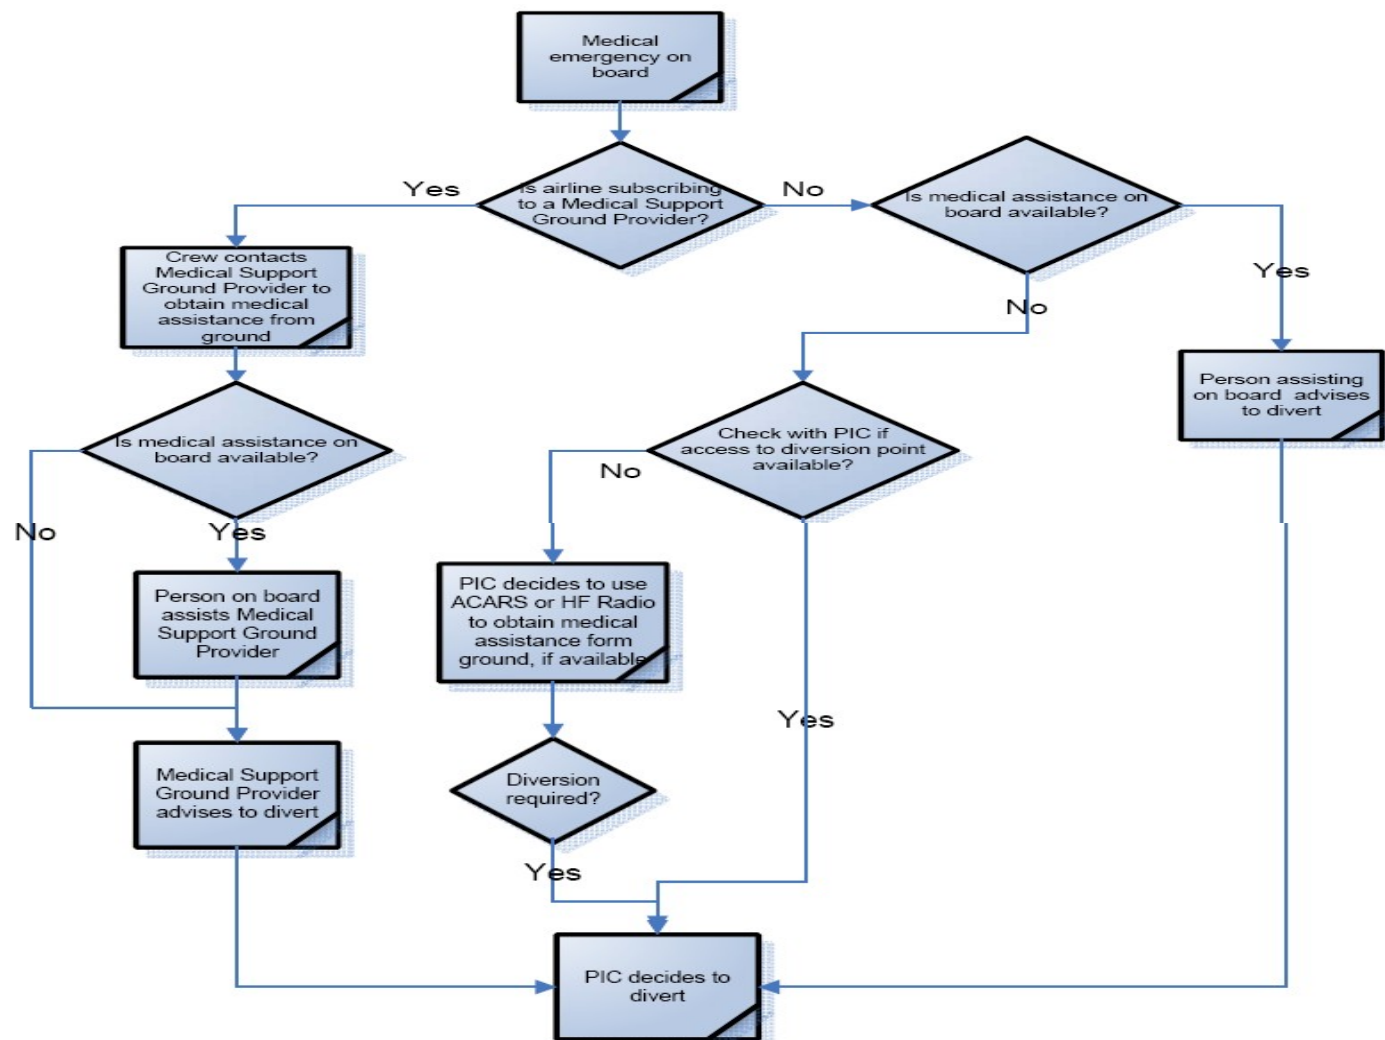 Medical
emergency on
board
Is airline subscribing
to a Medical Support
Ground Provider?
Yes
No
Is medical assistance on
board available?
Yes
No
Crew contacts
Medical Support
Ground Provider to
obtain medical
assistance from
ground
Person assisting
on board advises
to divert
Is medical assistance on
board available?
Check with PIC if
access to diversion point
available?
No
No
Yes
Person on board
assists Medical
Support Ground
Provider
PIC decides to use
ACARS or HF Radio
to obtain medical
assistance form
ground, if available
Yes
Medical Support
Ground Provider
advises to divert
Diversion
required?
Yes
PIC decides to
divert